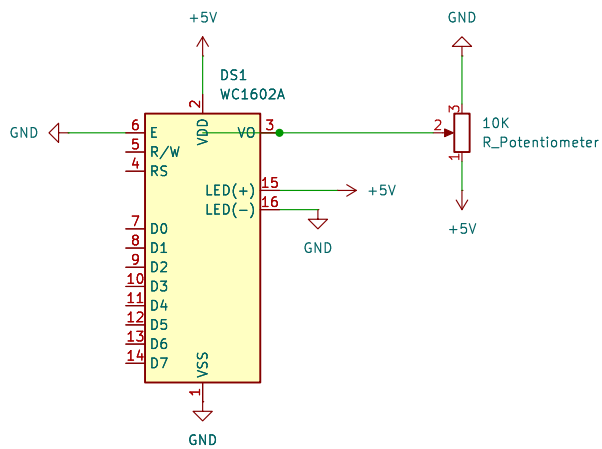 +5V
GND
DS1
WC1602A
2
3
GND
6
E
VDD
VO
3
2
10K
R_Potentiometer
5
R/W
4
RS
1
LED(+)
15
+5V
LED(-)
16
+5V
GND
7
D0
8
D1
9
D2
10
D3
11
D4
12
D5
13
D6
14
D7
VSS
1
GND